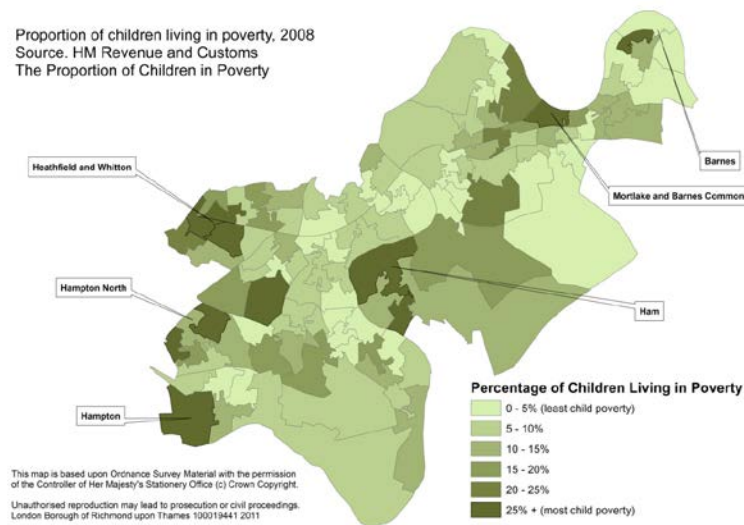 Proportion of children living in poverty, 2008
Source. HM Revenue and Customs
The Proportion of Children in Poverty
Barnes
Heathfield and Whitton
Mortlake and Barnes Common
Hampton North
Ham
Hampton
Percentage of Children Living in Poverty
0 - 5% (least child poverty)
5 - 10%
10 - 15%
15 - 20%
20 - 25%
25% + (most child poverty)
This map is based upon Ordnance Survey Material with the permission
of the Controller of Her Majesty's Stationery Office (c) Crown Copyright.
Unauthorised reproduction may lead to prosecution or civil proceedings.
London Borough of Richmond upon Thames 100019441 2011